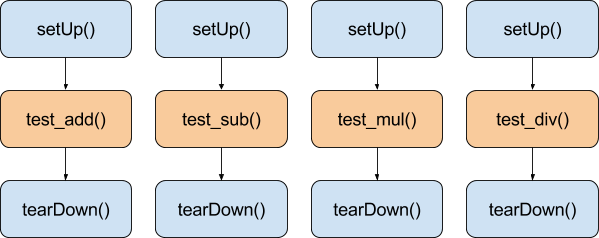 setUp()
setUp()
setUp()
setUp()
test_add()
test_sub()
test_mul()
test_div()
tearDown()
tearDown()
tearDown()
tearDown()